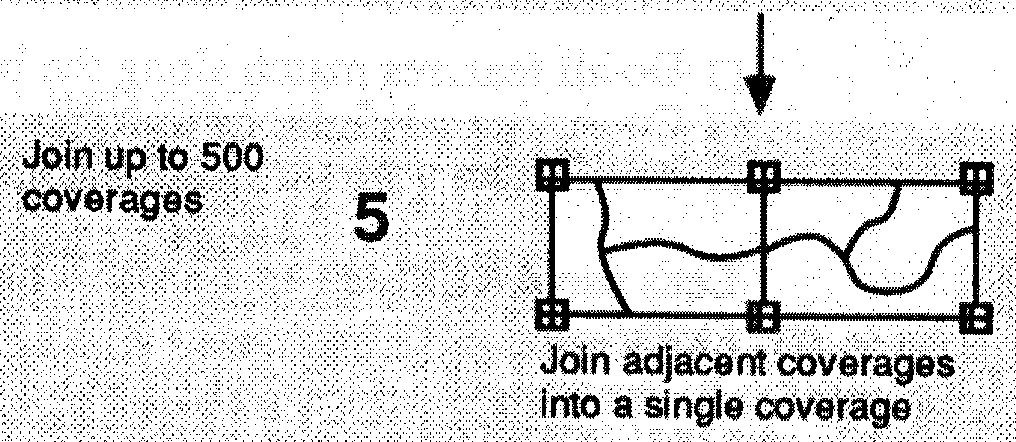 Join up to 500
coverages
5
Join adjacent coverages
into a single coverage